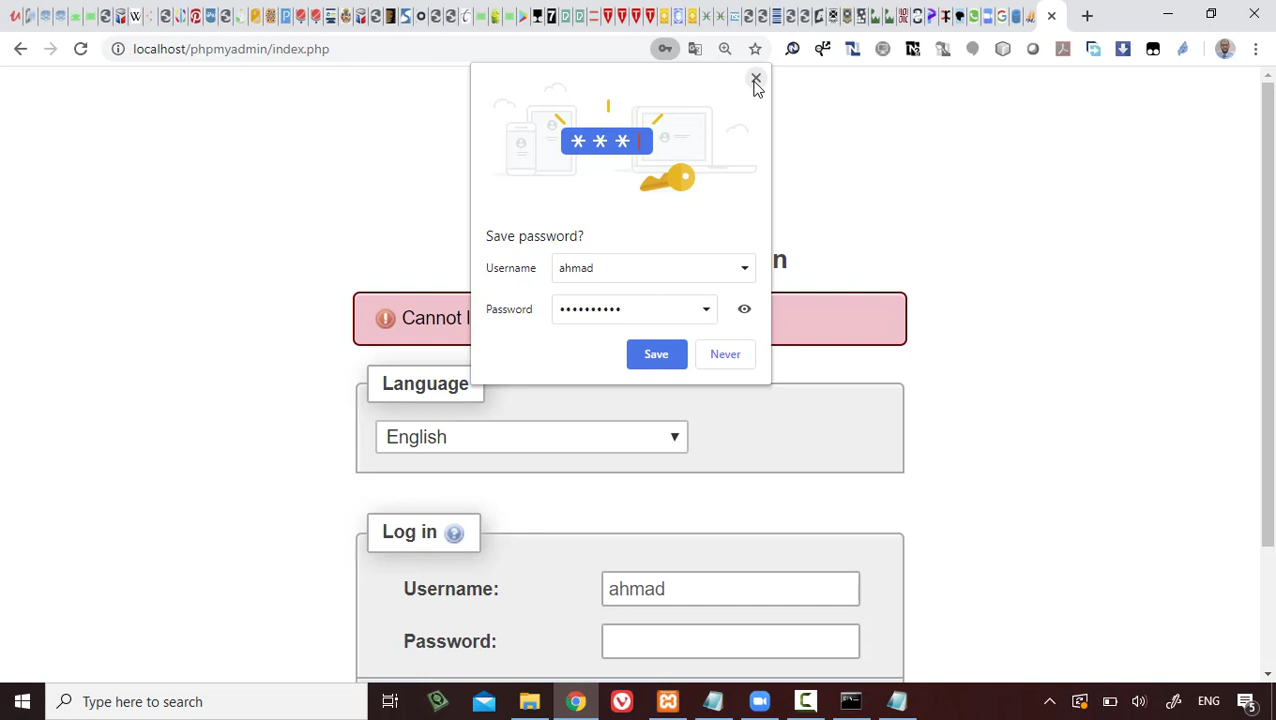 localhost/phpmyadmin/index.php
***
Save password?
Username ahmad
Password ••••••••••
Save Never
n
Cannot l
Language
English
Log in
Username: ahmad
Password:
Type here to search
ENG
5